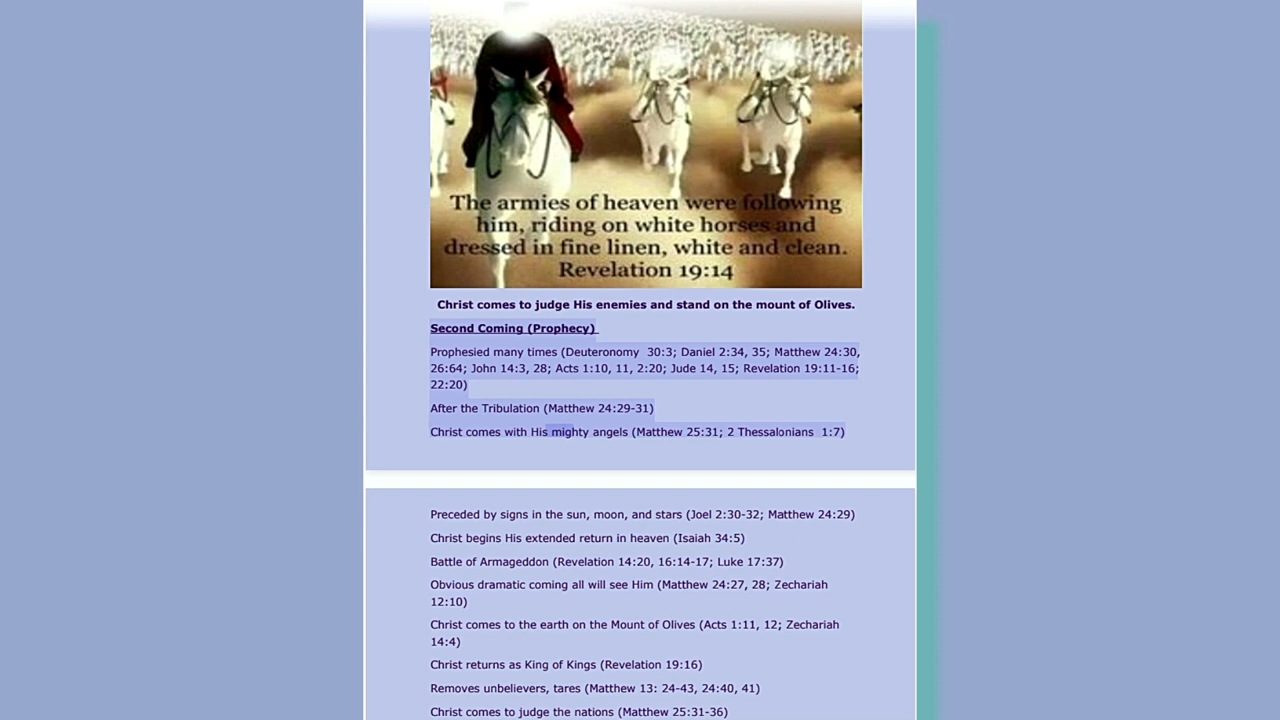 The armies of heaven were following
him, riding on white horses and
dressed in fine linen, white and clean.
Revelation 19:14
Christ comes to judge His enemies and stand on the mount of Olives.
Second Coming (Prophecy)
Prophesied many times (Deuteronomy  30:3; Daniel 2:34, 35; Matthew 24:30,
26:64; John 14:3, 28; Acts 1:10, 11, 2:20; Jude 14, 15; Revelation 19:11-16;
22:20)
After the Tribulation (Matthew 24:29-31)
Christ comes with His mighty angels (Matthew 25:31; 2 Thessalonians  1:7)
Preceded by signs in the sun, moon, and stars (Joel 2:30-32; Matthew 24:29)
Christ begins His extended return in heaven (Isaiah 34:5)
Battle of Armageddon (Revelation 14:20, 16:14-17; Luke 17:37)
Obvious dramatic coming all will see Him (Matthew 24:27, 28; Zechariah
12:10)
Christ comes to the earth on the Mount of Olives (Acts 1:11, 12; Zechariah
14:4)
Christ returns as King of Kings (Revelation 19:16)
Removes unbelievers, tares (Matthew 13: 24-43, 24:40, 41)
Christ comes to judge the nations (Matthew 25:31-36)